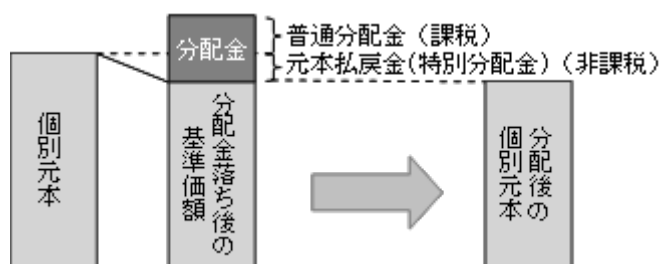 分配金
普通分配金（課税）
元本払戻金(特別分配金)（非課税）
個別元本
分配金落ち後の
基準価額
分配後の
個別元本